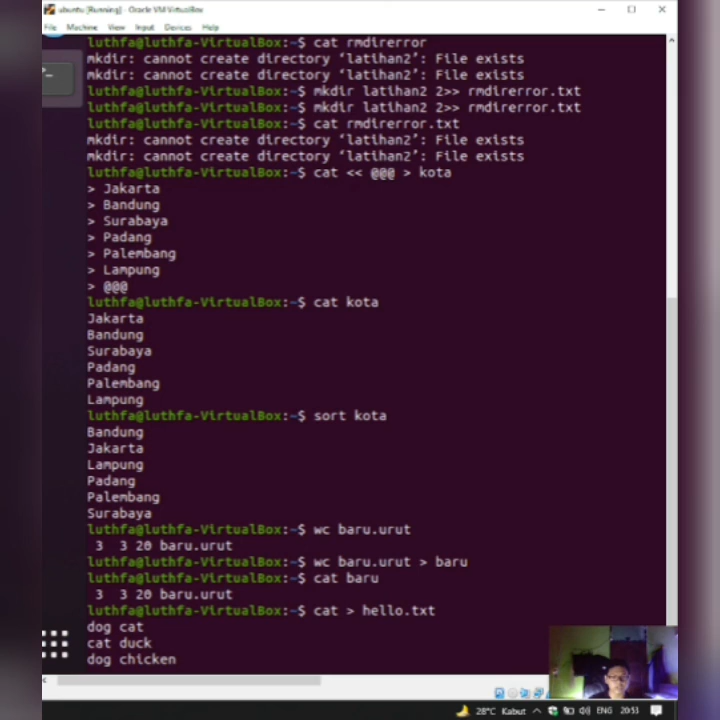 ubuntu [Running] - Oracle VM VirtualBox
File Machine View Input Devices Help
luthfa@luthfa-VirtualBox:~$ cat rmdirerror
mkdir: cannot create directory ‘latihan2’: File exists
mkdir: cannot create directory ‘latihan2’: File exists
luthfa@luthfa-VirtualBox:~$ mkdir latihan2 2>> rmdirerror.txt
luthfa@luthfa-VirtualBox:~$ mkdir latihan2 2>> rmdirerror.txt
luthfa@luthfa-VirtualBox:~$ cat rmdirerror.txt
mkdir: cannot create directory ‘latihan2’: File exists
mkdir: cannot create directory ‘latihan2’: File exists
luthfa@luthfa-VirtualBox:~$ cat << @@@ > kota
> Jakarta
> Bandung
> Surabaya
> Padang
> Palembang
> Lampung
> @@@
luthfa@luthfa-VirtualBox:~$ cat kota
Jakarta
Bandung
Surabaya
Padang
Palembang
Lampung
luthfa@luthfa-VirtualBox:~$ sort kota
Bandung
Jakarta
Lampung
Padang
Palembang
Surabaya
luthfa@luthfa-VirtualBox:~$ wc baru.urut
3 3 20 baru.urut
luthfa@luthfa-VirtualBox:~$ wc baru.urut > baru
luthfa@luthfa-VirtualBox:~$ cat baru
3 3 20 baru.urut
luthfa@luthfa-VirtualBox:~$ cat > hello.txt
dog cat
cat duck
dog chicken
28°C Kabut ENG 20:53